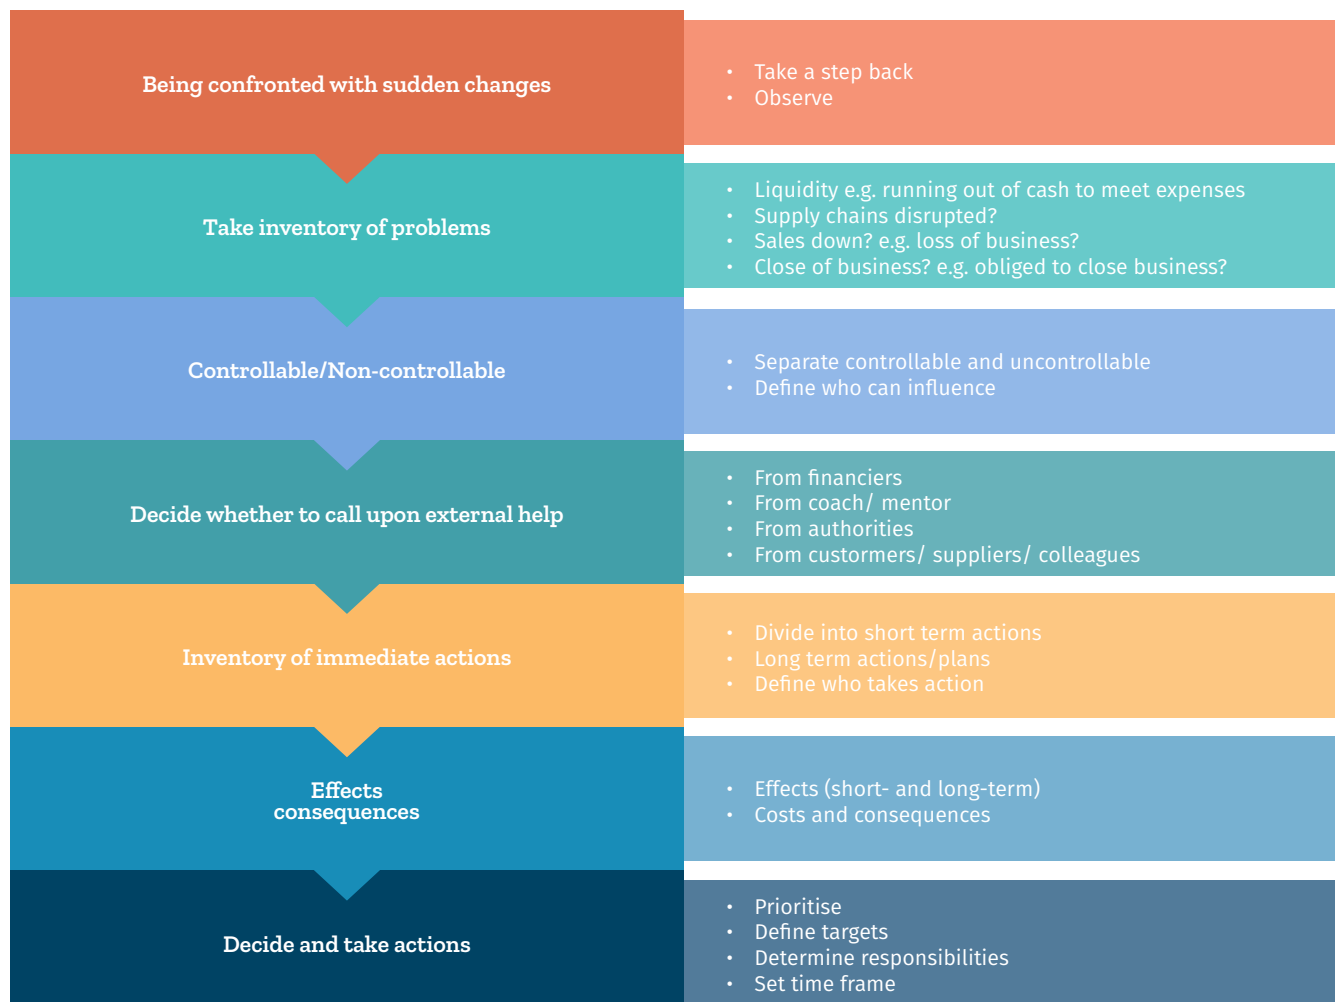 Being confronted with sudden changes
• Take a step back
• Observe
Take inventory of problems
• Liquidity e.g. running out of cash to meet expenses
• Supply chains disrupted?
• Sales down? e.g. loss of business?
• Close of business? e.g. obliged to close business?
Controllable/Non-controllable
• Separate controllable and uncontrollable
• Define who can influence
Decide whether to call upon external help
• From financiers
• From coach/ mentor
• From authorities
• From custormers/ suppliers/ colleagues
Inventory of immediate actions
• Divide into short term actions
• Long term actions/plans
• Define who takes action
Effects
consequences
• Effects (short- and long-term)
• Costs and consequences
Decide and take actions
• Prioritise
• Define targets
• Determine responsibilities
• Set time frame